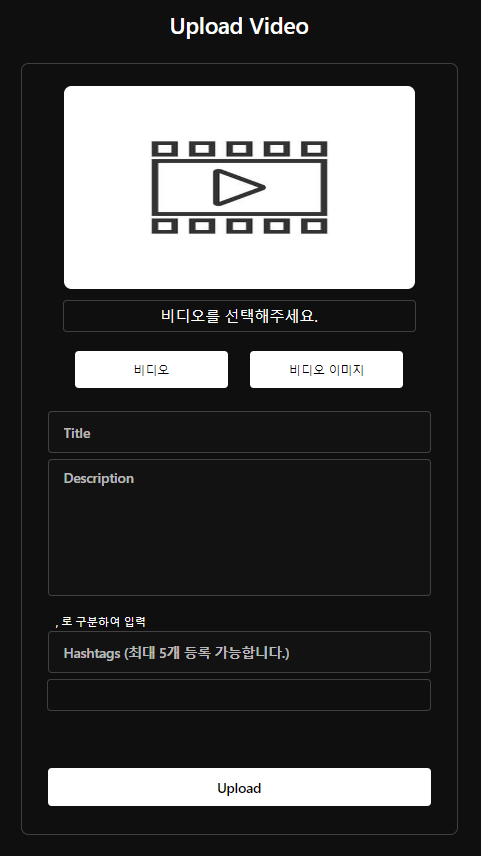 Upload Video
비디오를 선택해주세요.
비디오
비디오 이미지
Title
Description
, 로 구분하여 입력
Hashtags (최대 5개 등록 가능합니다.)
Upload